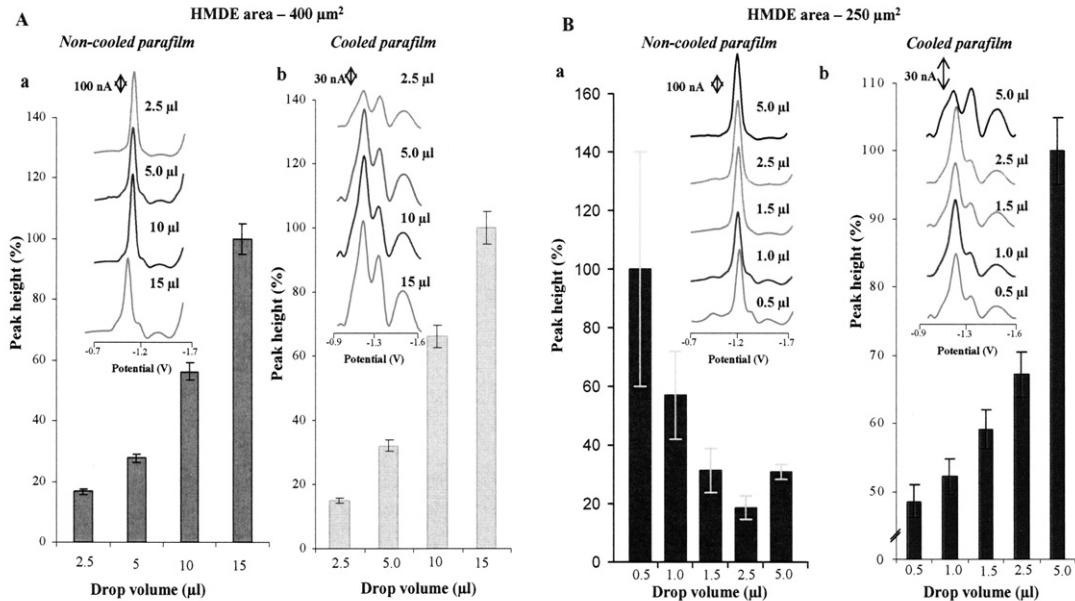 A
HMDE area – 400 µm²
Non-cooled parafilm
a
100 nA
2.5 µl
5.0 µl
10 µl
15 µl
-0.7 -1.2 -1.7
Potential (V)
Peak height (%)
140
120
100
80
60
40
20
0
2.5 5 10 15
Drop volume (µl)
Cooled parafilm
b
30 nA
2.5 µl
5.0 µl
10 µl
15 µl
-0.9 -1.3 -1.6
Potential (V)
Peak height (%)
140
120
100
80
60
40
20
0
2.5 5.0 10 15
Drop volume (µl)
B
HMDE area – 250 µm²
Non-cooled parafilm
a
100 nA
5.0 µl
2.5 µl
1.5 µl
1.0 µl
0.5 µl
-0.7 -1.2 -1.7
Potential (V)
Peak height (%)
160
140
120
100
80
60
40
20
0
0.5 1.0 1.5 2.5 5.0
Drop volume (µl)
Cooled parafilm
b
30 nA
5.0 µl
2.5 µl
1.5 µl
1.0 µl
0.5 µl
-0.9 -1.3 -1.6
Potential (V)
Peak height (%)
110
100
90
80
70
60
50
0
0.5 1.0 1.5 2.5 5.0
Drop volume (µl)